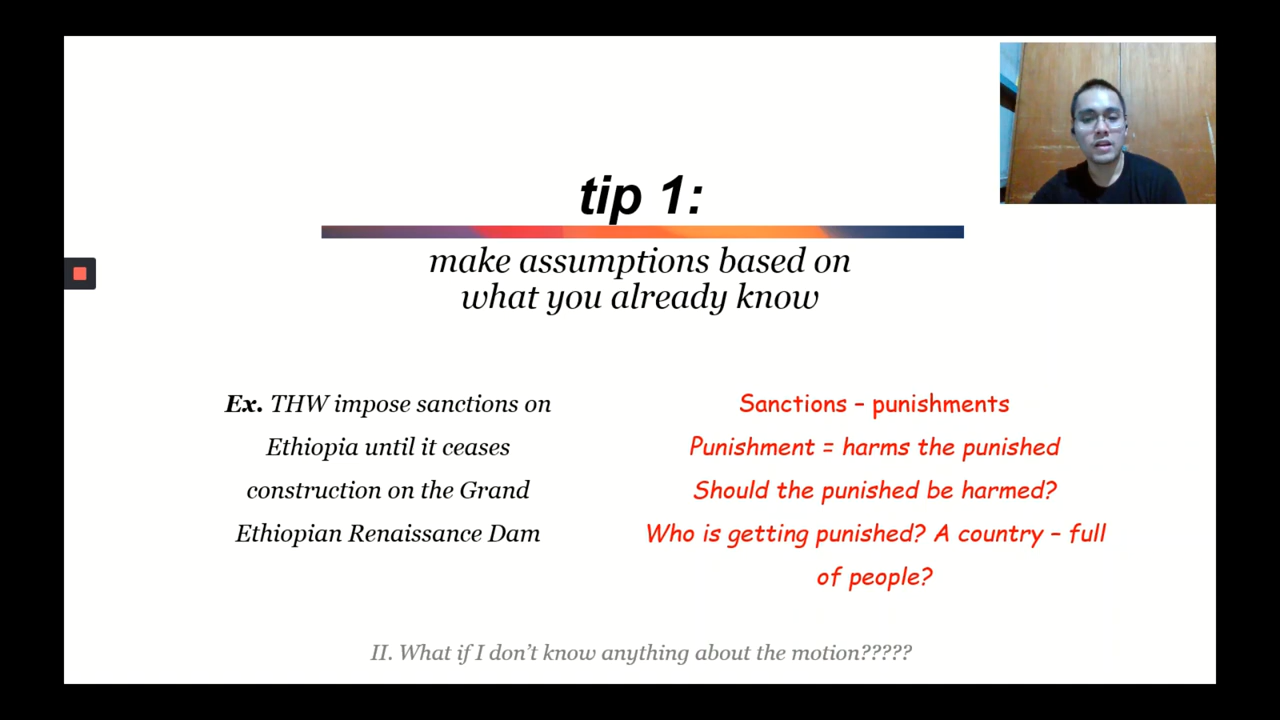 tip 1:
make assumptions based on
what you already know
Ex. THW impose sanctions on
Ethiopia until it ceases
construction on the Grand
Ethiopian Renaissance Dam
Sanctions – punishments
Punishment = harms the punished
Should the punished be harmed?
Who is getting punished? A country – full
of people?
II. What if I don’t know anything about the motion?????